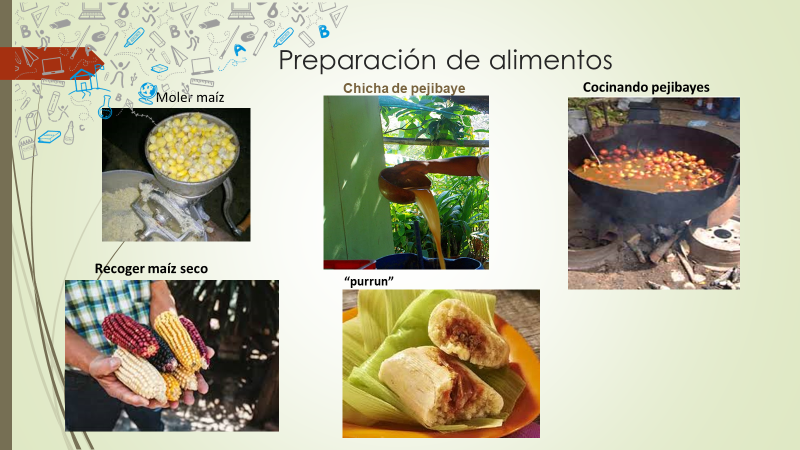 Preparación de alimentos
Moler maíz
Chicha de pejibaye
Cocinando pejibayes
Recoger maíz seco
“purrun”